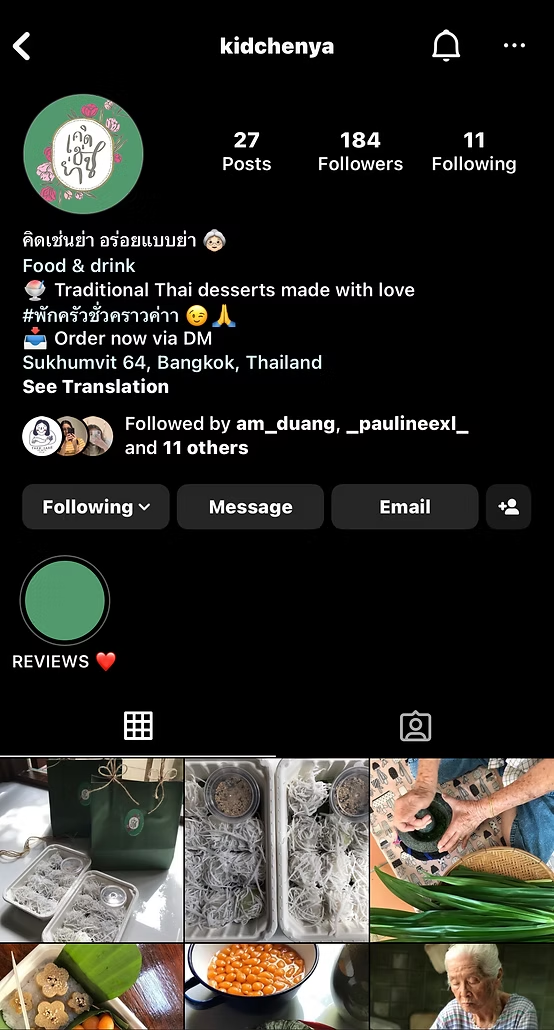 kidchenya
คิด
เช่น
ย่า
27 184 11
Posts Followers Following
คิดเช่นย่า อร่อยแบบย่า 👵🏻
Food & drink
🍧 Traditional Thai desserts made with love
#พักครัวชั่วคราวค่าา 😉🙏
📥 Order now via DM
Sukhumvit 64, Bangkok, Thailand
See Translation
Followed by am_duang, _paulineexl_
and 11 others
Following Message Email
REVIEWS ❤️